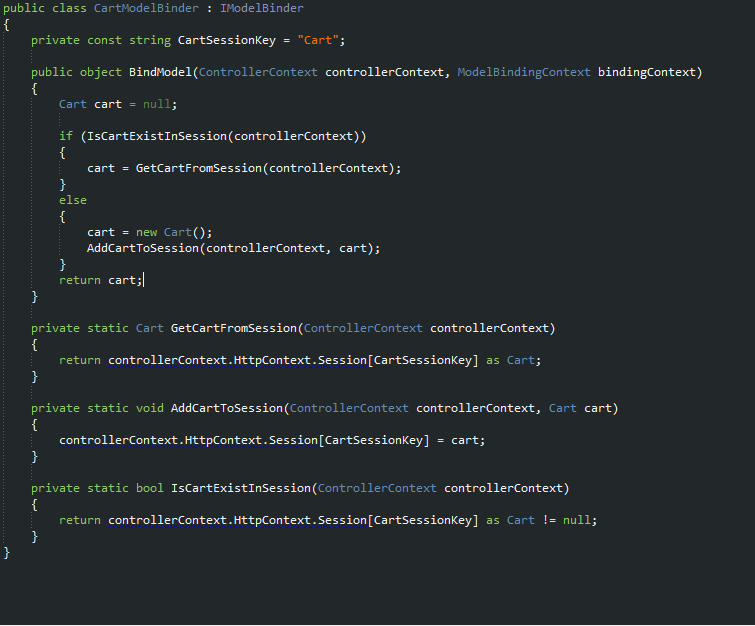 public class CartModelBinder : IModelBinder
{
    private const string CartSessionKey = "Cart";

    public object BindModel(ControllerContext controllerContext, ModelBindingContext bindingContext)
    {
        Cart cart = null;

        if (IsCartExistInSession(controllerContext))
        {
            cart = GetCartFromSession(controllerContext);
        }
        else
        {
            cart = new Cart();
            AddCartToSession(controllerContext, cart);
        }
        return cart;
    }

    private static Cart GetCartFromSession(ControllerContext controllerContext)
    {
        return controllerContext.HttpContext.Session[CartSessionKey] as Cart;
    }

    private static void AddCartToSession(ControllerContext controllerContext, Cart cart)
    {
        controllerContext.HttpContext.Session[CartSessionKey] = cart;
    }

    private static bool IsCartExistInSession(ControllerContext controllerContext)
    {
        return controllerContext.HttpContext.Session[CartSessionKey] as Cart != null;
    }
}